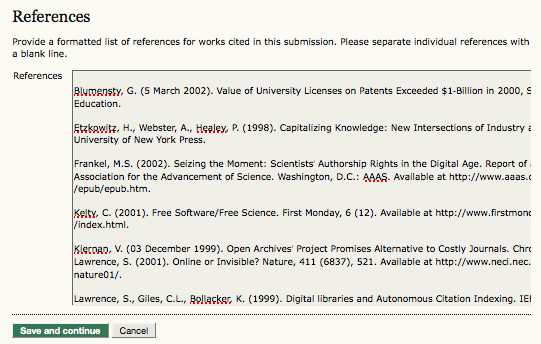 References
Provide a formatted list of references for works cited in this submission. Please separate individual references with
a blank line.
References
Blumensty, G. (5 March 2002). Value of University Licenses on Patents Exceeded $1-Billion in 2000, S
Education.
Etzkowitz, H., Webster, A., Healey, P. (1998). Capitalizing Knowledge: New Intersections of Industry a
University of New York Press.
Frankel, M.S. (2002). Seizing the Moment: Scientists' Authorship Rights in the Digital Age. Report of
Association for the Advancement of Science. Washington, D.C.: AAAS. Available at http://www.aaas.o
/epub/epub.htm.
Kelty, C. (2001). Free Software/Free Science. First Monday, 6 (12). Available at http://www.firstmond
/index.html.
Kiernan, V. (03 December 1999). Open Archives' Project Promises Alternative to Costly Journals. Chro
Lawrence, S. (2001). Online or Invisible? Nature, 411 (6837), 521. Available at http://www.neci.nec.
nature01/.
Lawrence, S., Giles, C.L., Bollacker, K. (1999). Digital libraries and Autonomous Citation Indexing. IEE
Save and continue Cancel